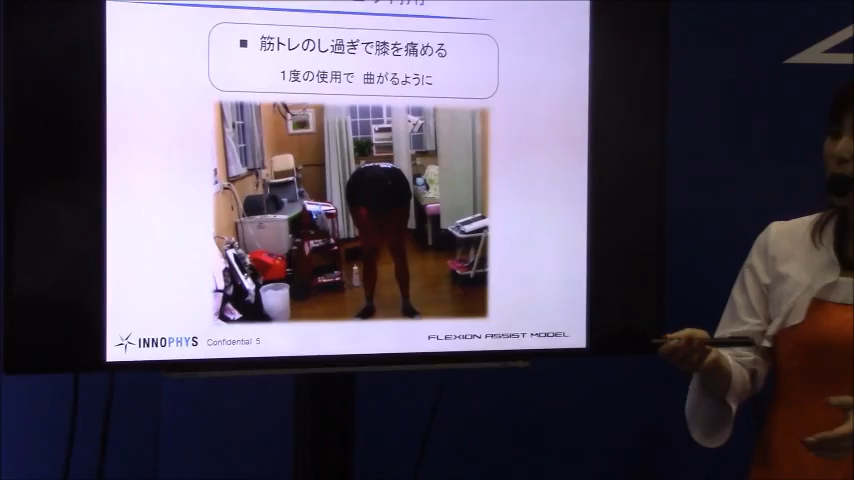 ■ 筋トレのし過ぎで膝を痛める
1度の使用で 曲がるように
INNOPHYS Confidential 5
FLEXION ASSIST MODEL